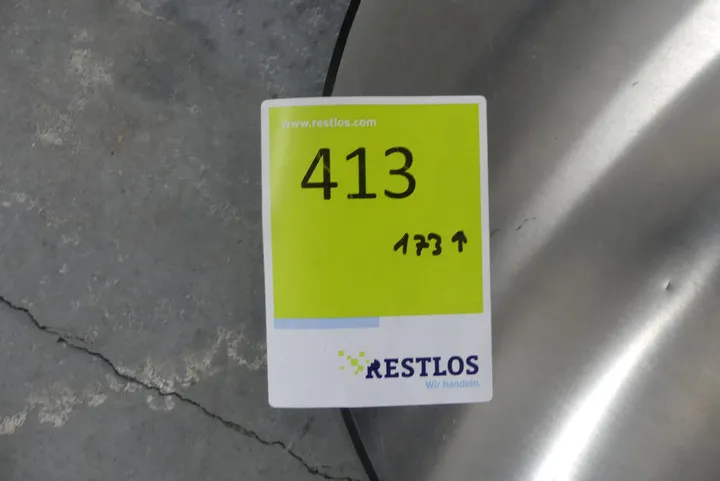 www.restlos.com
413
173 ↑
RESTLOS
Wir handeln.